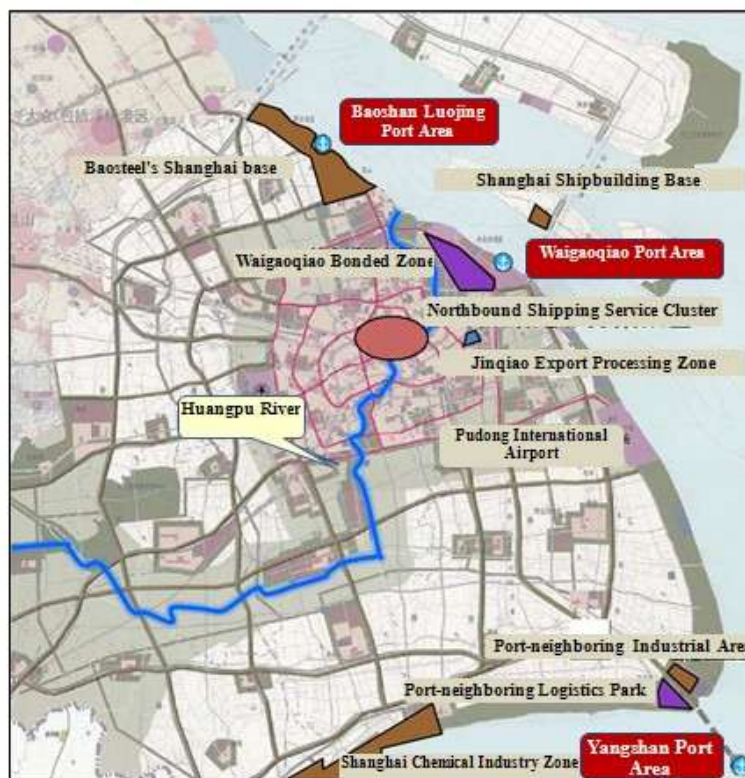 Baoshan Luojing
Port Area
Baosteel's Shanghai base
Shanghai Shipbuilding Base
Waigaoqiao Port Area
Waigaoqiao Bonded Zone
Northbound Shipping Service Cluster
Jinqiao Export Processing Zone
Huangpu River
Pudong International
Airport
Port-neighboring Industrial Area
Port-neighboring Logistics Park
Yangshan Port
Area
Shanghai Chemical Industry Zone